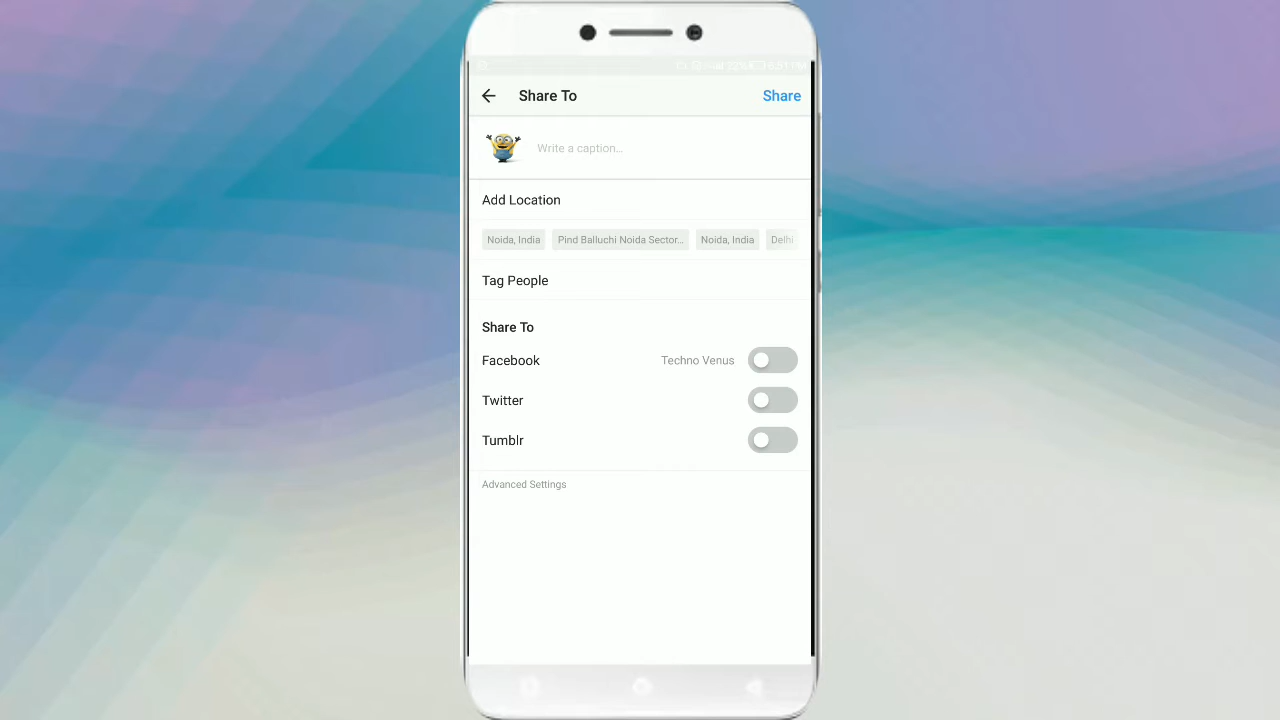 Share To
Share
Write a caption...
Add Location
Noida, India
Pind Balluchi Noida Sector...
Noida, India
Delhi
Tag People
Share To
Facebook
Techno Venus
Twitter
Tumblr
Advanced Settings